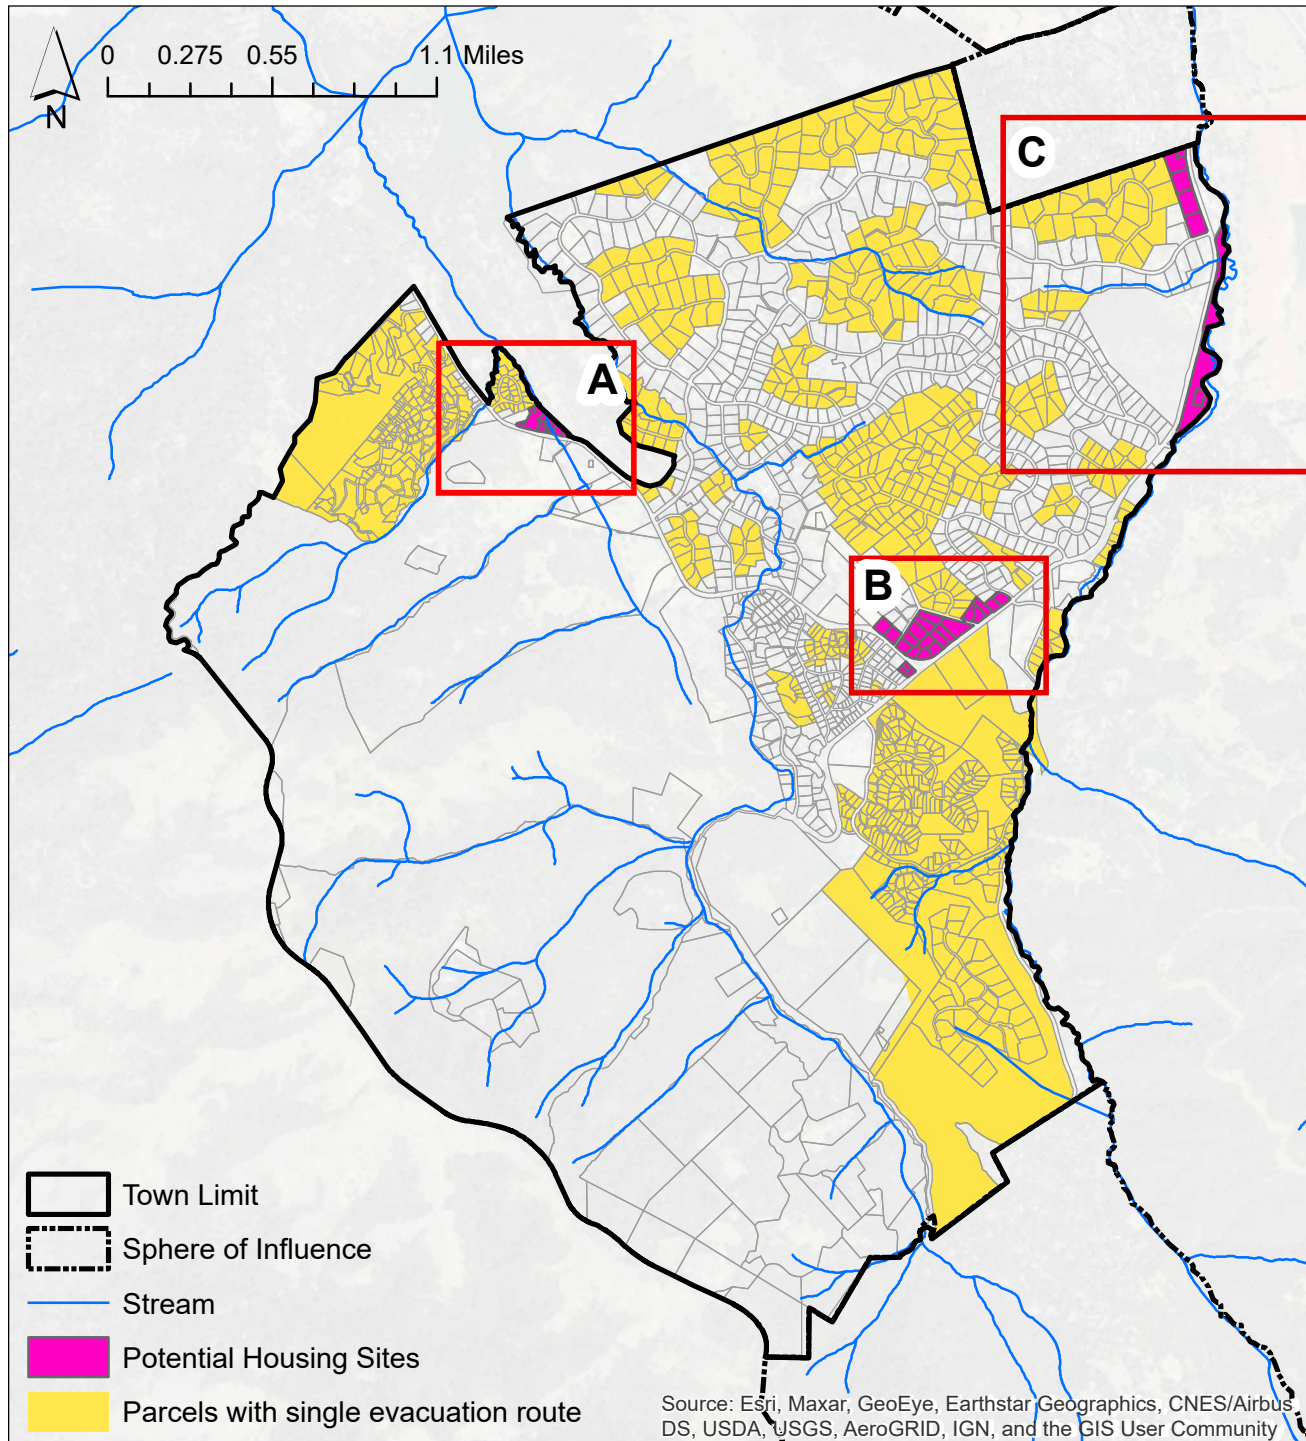 0 0.275 0.55 1.1 Miles
N
C
A
B
Town Limit
Sphere of Influence
Stream
Potential Housing Sites
Parcels with single evacuation route
Source: Esri, Maxar, GeoEye, Earthstar Geographics, CNES/Airbus
DS, USDA, USGS, AeroGRID, IGN, and the GIS User Community